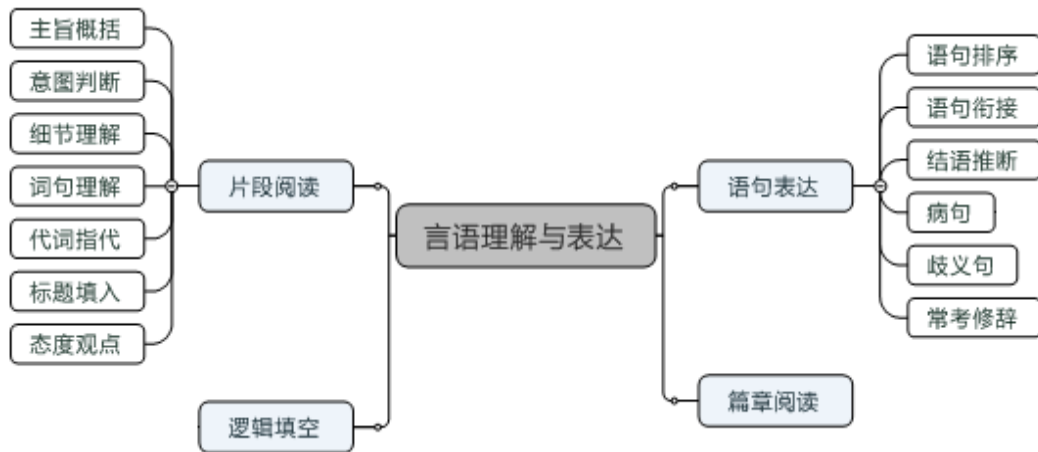 主旨概括
意图判断
细节理解
词句理解
代词指代
标题填入
态度观点
片段阅读
逻辑填空
言语理解与表达
语句表达
篇章阅读
语句排序
语句衔接
结语推断
病句
歧义句
常考修辞